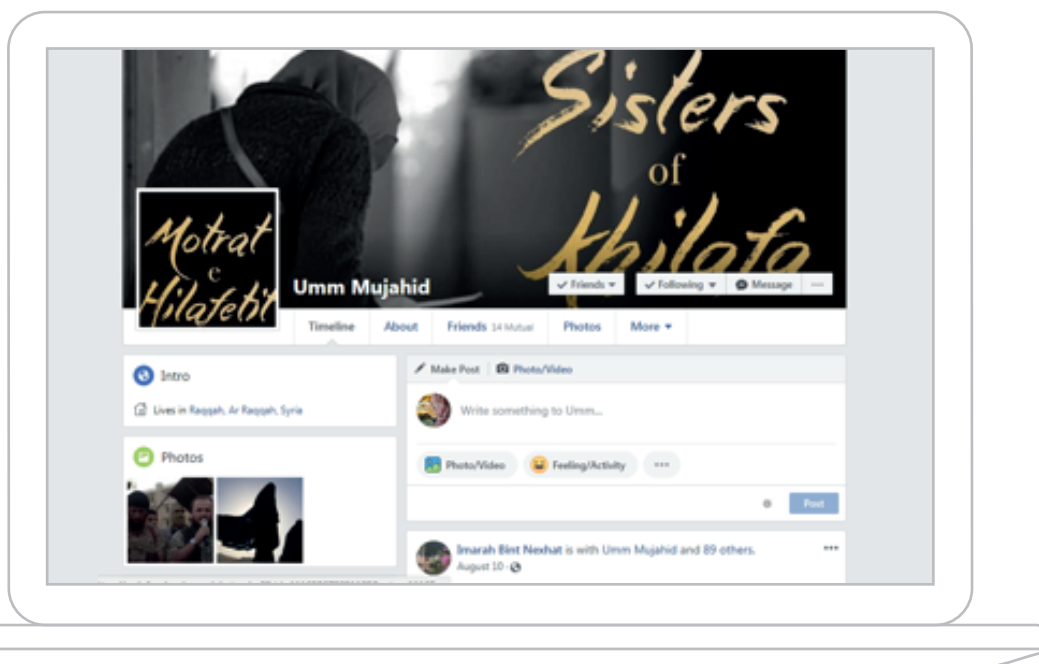 Sisters
of
Khilafa
Motrat
e
Hilafetit
Umm Mujahid
Friends
Following
Message
Timeline
About
Friends 14 Mutual
Photos
More
Intro
Lives in Raqqah, Ar Raqqah, Syria
Photos
Make Post
Photo/Video
Write something to Umm...
Photo/Video
Feeling/Activity
Post
Imarah Bint Nexhat is with Umm Mujahid and 89 others.
August 10